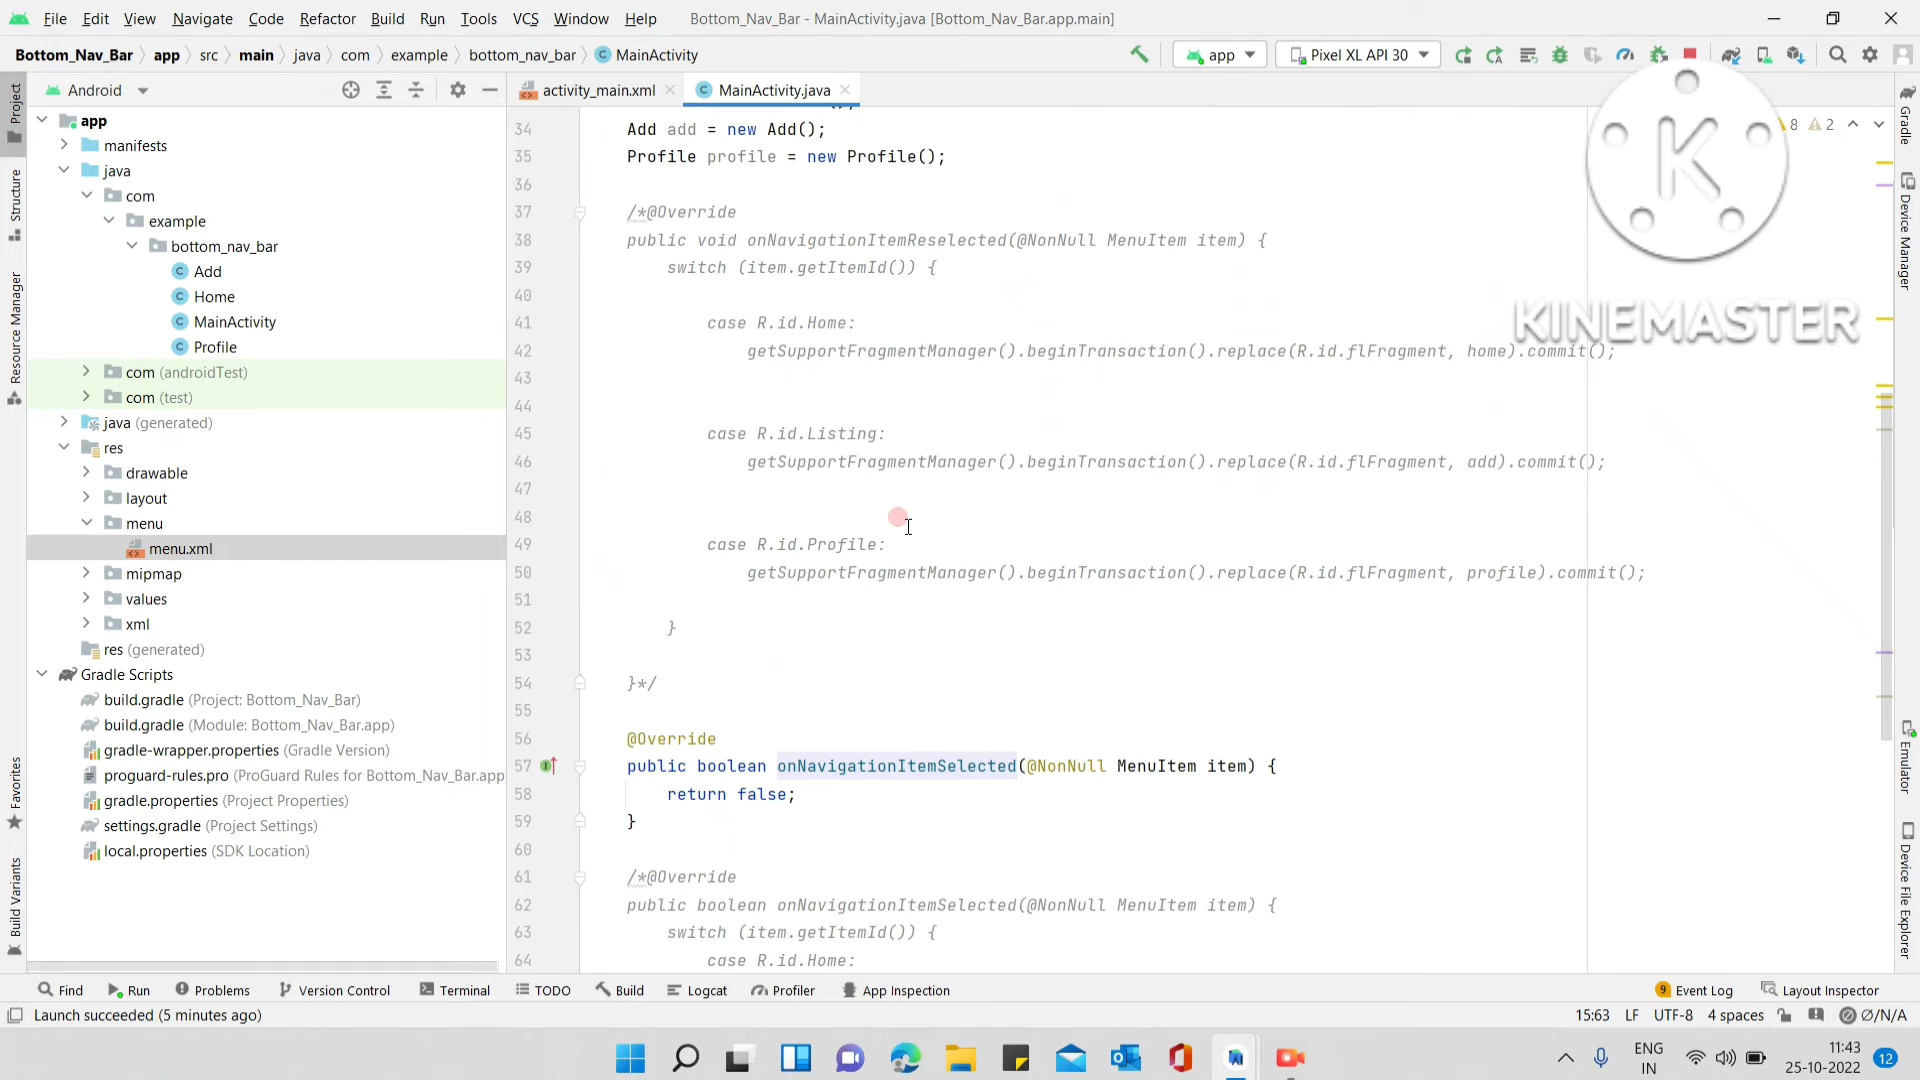 File Edit View Navigate Code Refactor Build Run Tools VCS Window Help Bottom_Nav_Bar - MainActivity.java [Bottom_Nav_Bar.app.main]
Bottom_Nav_Bar app src main java com example bottom_nav_bar MainActivity app Pixel XL API 30
Android activity_main.xml MainActivity.java
Project
Structure
Resource Manager
Favorites
Build Variants
app
manifests
java
com
example
bottom_nav_bar
Add
Home
MainActivity
Profile
com (androidTest)
com (test)
java (generated)
res
drawable
layout
menu
menu.xml
mipmap
values
xml
res (generated)
Gradle Scripts
build.gradle (Project: Bottom_Nav_Bar)
build.gradle (Module: Bottom_Nav_Bar.app)
gradle-wrapper.properties (Gradle Version)
proguard-rules.pro (ProGuard Rules for Bottom_Nav_Bar.app
gradle.properties (Project Properties)
settings.gradle (Project Settings)
local.properties (SDK Location)
34 Add add = new Add();
35 Profile profile = new Profile();
36
37 /*@Override
38 public void onNavigationItemReselected(@NonNull MenuItem item) {
39 switch (item.getItemId()) {
40
41 case R.id.Home:
42 getSupportFragmentManager().beginTransaction().replace(R.id.flFragment, home).commit();
43
44
45 case R.id.Listing:
46 getSupportFragmentManager().beginTransaction().replace(R.id.flFragment, add).commit();
47
48
49 case R.id.Profile:
50 getSupportFragmentManager().beginTransaction().replace(R.id.flFragment, profile).commit();
51
52 }
53
54 }*/
55
56 @Override
57 public boolean onNavigationItemSelected(@NonNull MenuItem item) {
58 return false;
59 }
60
61 /*@Override
62 public boolean onNavigationItemSelected(@NonNull MenuItem item) {
63 switch (item.getItemId()) {
64 case R.id.Home:
8 2
K
KINEMASTER
Gradle
Device Manager
Emulator
Device File Explorer
Find Run Problems Version Control Terminal TODO Build Logcat Profiler App Inspection 9 Event Log Layout Inspector
Launch succeeded (5 minutes ago) 15:63 LF UTF-8 4 spaces Ø/N/A
ENG
IN
11:43
25-10-2022
12